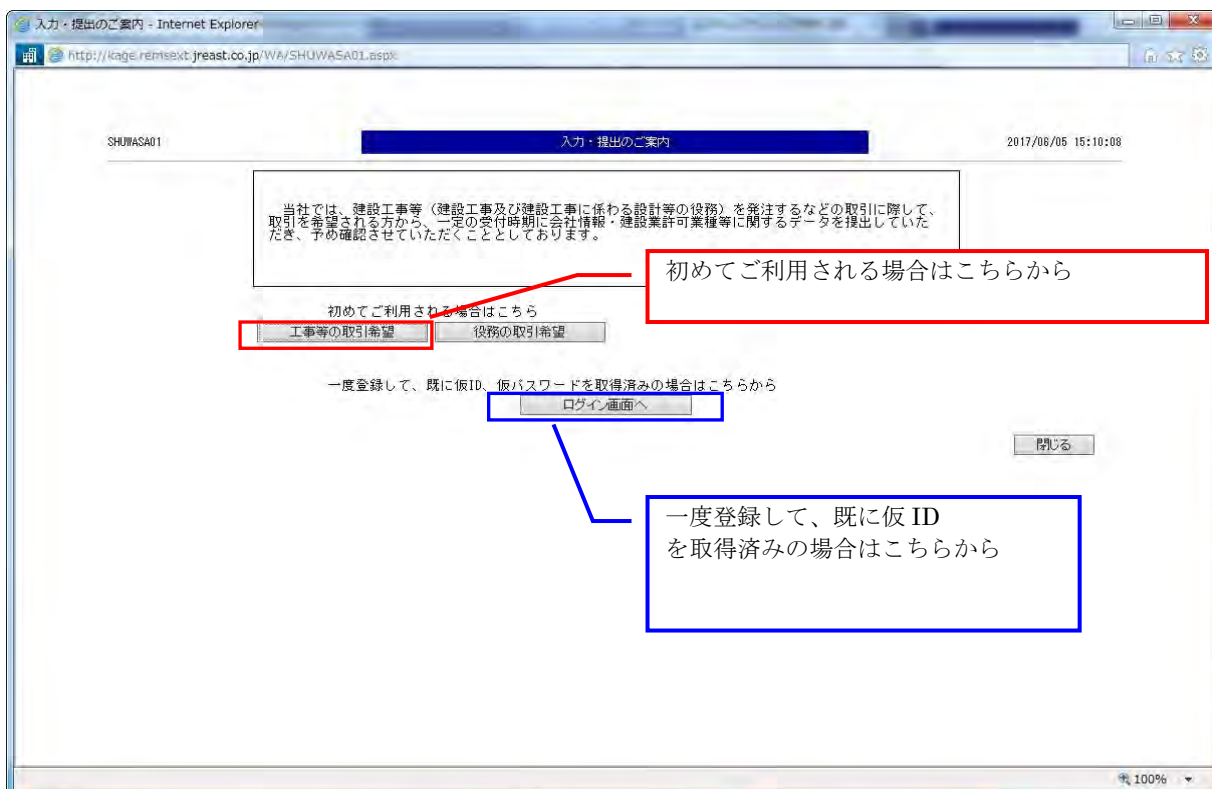 入力・提出のご案内 - Internet Explorer
http://kage.remsext.jreast.co.jp/WA/SHUWASA01.aspx
SHUWASA01
入力・提出のご案内
2017/06/05 15:10:08
当社では、建設工事等（建設工事及び建設工事に係わる設計等の役務）を発注するなどの取引に際して、
取引を希望される方から、一定の受付時期に会社情報・建設業許可業種等に関するデータを提出していた
だき、予め確認させていただくこととしております。
初めてご利用される場合はこちらから
初めてご利用される場合はこちら
工事等の取引希望
役務の取引希望
一度登録して、既に仮ID、仮パスワードを取得済みの場合はこちらから
ログイン画面へ
閉じる
一度登録して、既に仮 ID
を取得済みの場合はこちらから
100%